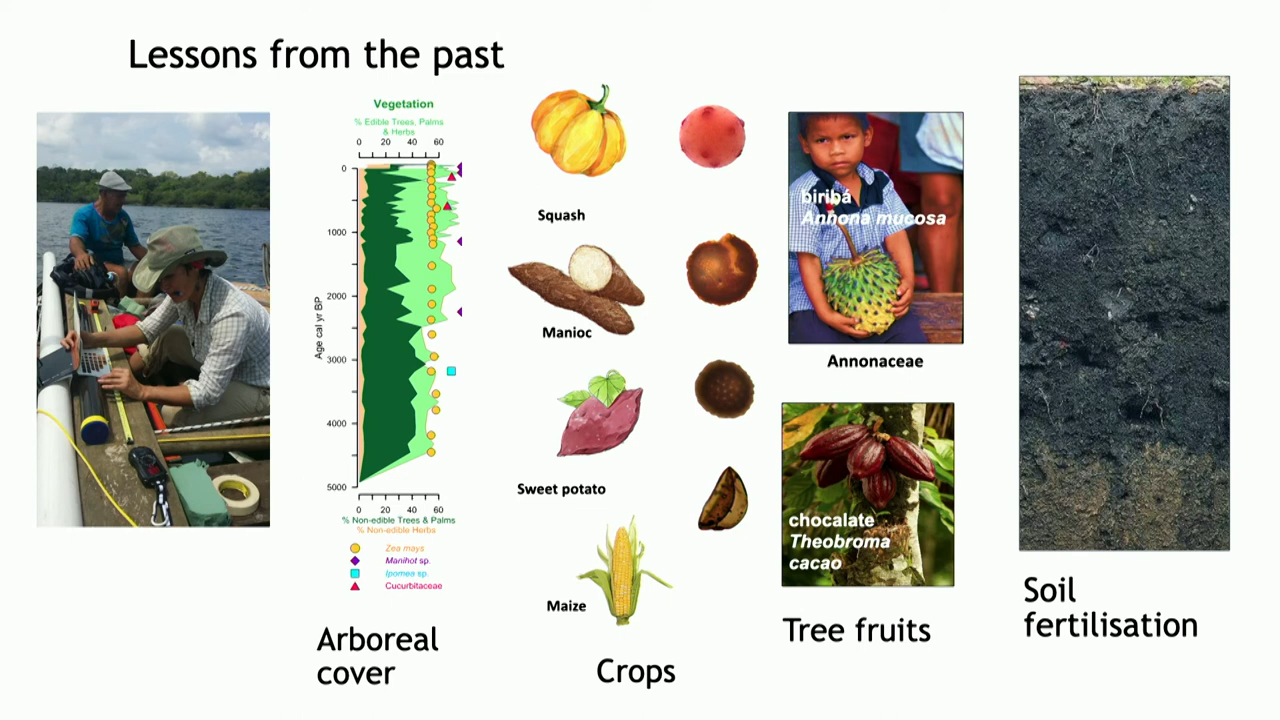 Lessons from the past
Vegetation
% Edible Trees, Palms
& Herbs
0 20 40 60
0
1000
2000
3000
4000
5000
Age cal yr BP
0 20 40 60
% Non-edible Trees & Palms
% Non-edible Herbs
Zea mays
Manihot sp.
Ipomea sp.
Cucurbitaceae
Arboreal
cover
Squash
Manioc
Sweet potato
Maize
Crops
biribá
Annona mucosa
Annonaceae
chocalate
Theobroma
cacao
Tree fruits
Soil
fertilisation